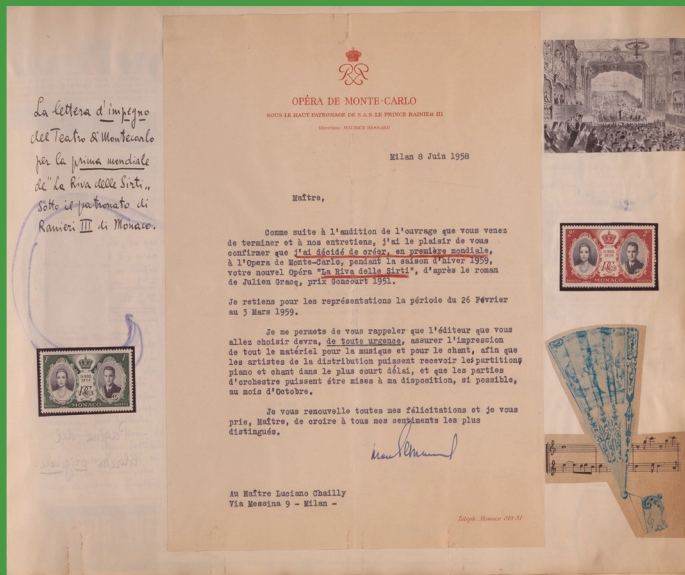 La lettera d'impegno
del Teatro di Montecarlo
per la prima mondiale
de "La Riva delle Sirti",
sotto il patronato di
Ranieri III di Monaco.
MONACO
RR
OPÉRA DE MONTE-CARLO
SOUS LE HAUT PATRONAGE DE S.A.S LE PRINCE RAINIER III
Directeur: MAURICE BESNARD
Milan 8 Juin 1958
Maître,
Comme suite à l'audition de l'ouvrage que vous venez
de terminer et à nos entretiens, j'ai le plaisir de vous
confirmer que j'ai décidé de créer, en première mondiale,
à l'Opera de Monte-Carlo, pendant la saison d'hiver 1959,
votre nouvel Opéra "La Riva delle Sirti", d'après le roman
de Julien Gracq, prix Goncourt 1951.
Je retiens pour les représentations la période du 26 Février
au 3 Mars 1959.
Je me permets de vous rappeler que l'éditeur que vous
allez choisir devra, de toute urgence, assurer l'impression
de tout le matériel pour la musique et pour le chant, afin que
les artistes de la distribution puissent recevoir les partitions
piano et chant dans le plus court délai, et que les parties
d'orchestre puissent être mises à ma disposition, si possible,
au mois d'Octobre.
Je vous renouvelle toutes mes félicitations et je vous
prie, Maître, de croire à tous mes sentiments les plus
distingués.
Au Maître Luciano Chailly
Via Messina 9 - Milan -
MONACO